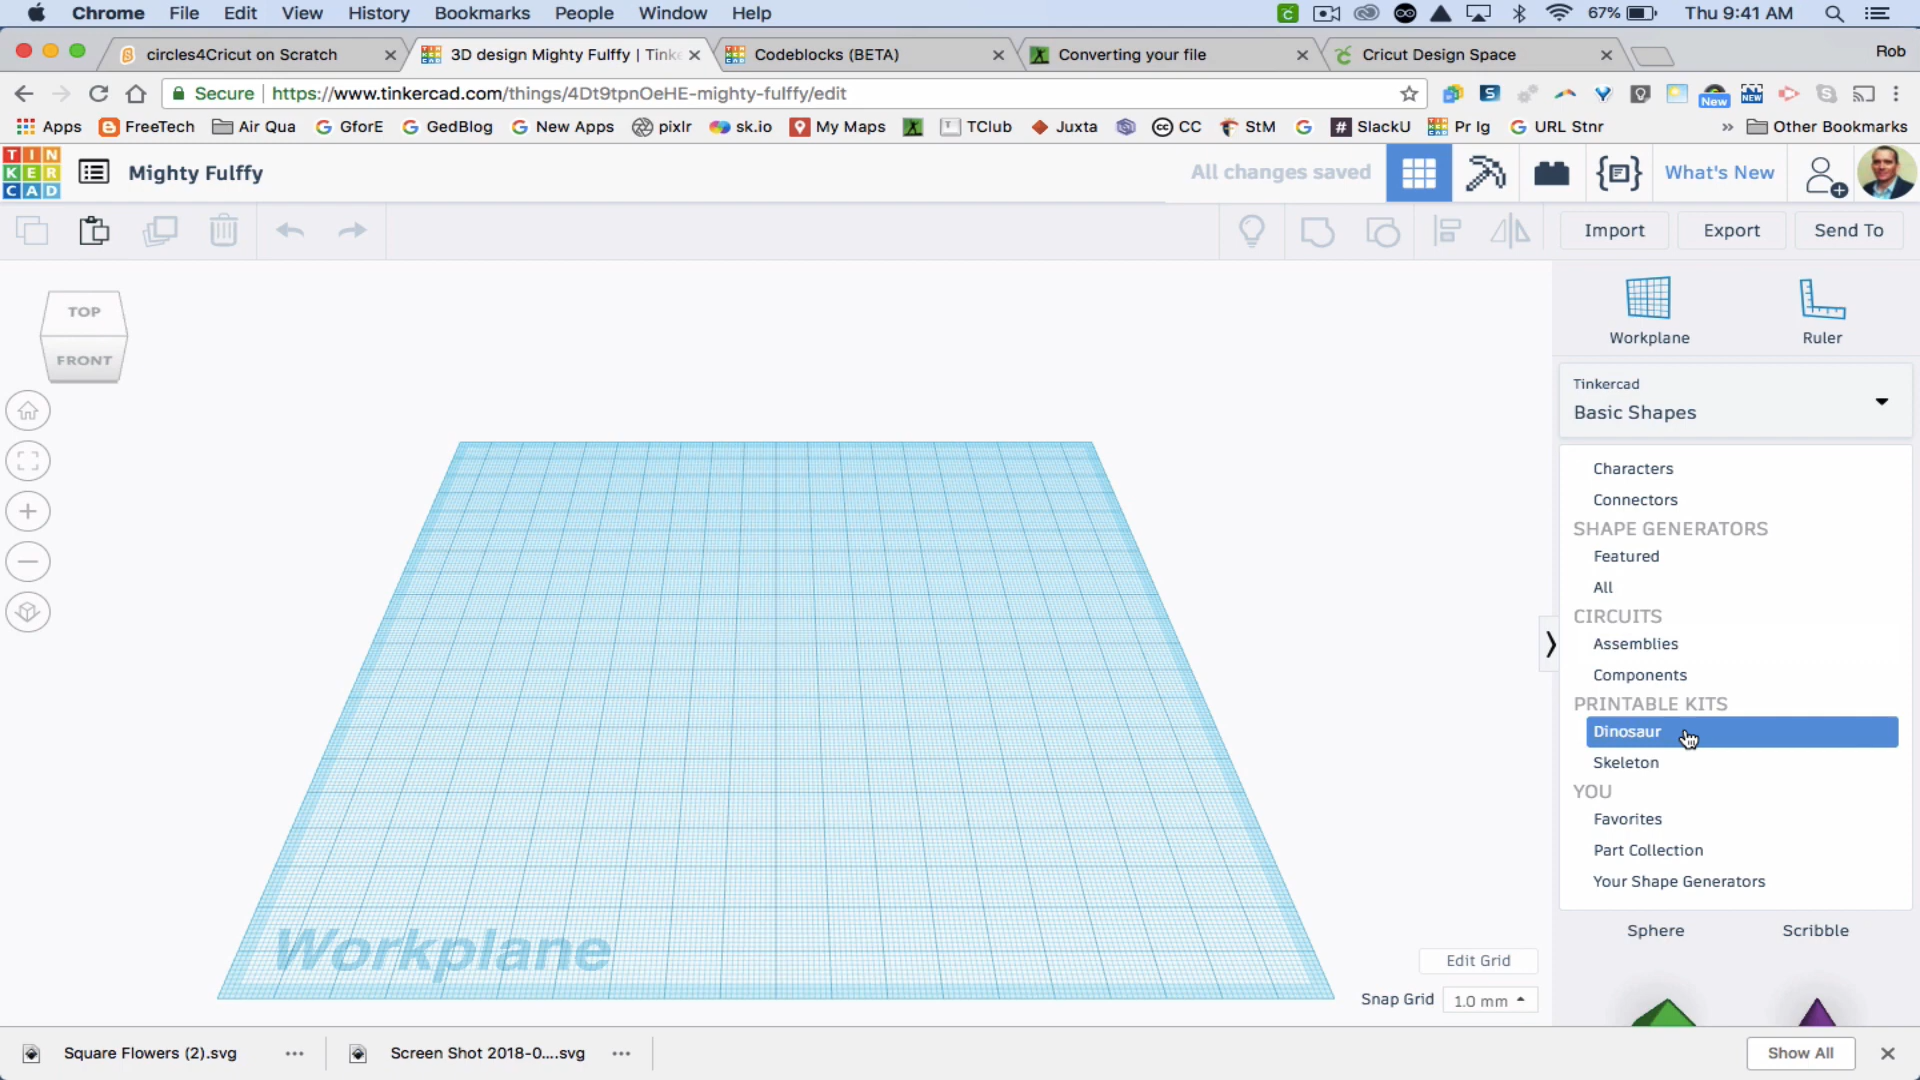 Chrome File Edit View History Bookmarks People Window Help 67% Thu 9:41 AM
circles4Cricut on Scratch 3D design Mighty Fulffy | Tinke Codeblocks (BETA) Converting your file Cricut Design Space Rob
Secure https://www.tinkercad.com/things/4Dt9tpnOeHE-mighty-fulffy/edit New NEW
Apps FreeTech Air Qua GforE GedBlog New Apps pixlr sk.io My Maps TClub Juxta CC StM SlackU Pr Ig URL Stnr » Other Bookmarks
TIN
KER
CAD
Mighty Fulffy All changes saved What's New
Import Export Send To
TOP
FRONT
Workplane Ruler
Tinkercad
Basic Shapes
Characters
Connectors
SHAPE GENERATORS
Featured
All
CIRCUITS
Assemblies
Components
PRINTABLE KITS
Dinosaur
Skeleton
YOU
Favorites
Part Collection
Your Shape Generators
Sphere Scribble
Workplane
Edit Grid
Snap Grid 1.0 mm
Square Flowers (2).svg Screen Shot 2018-0....svg Show All